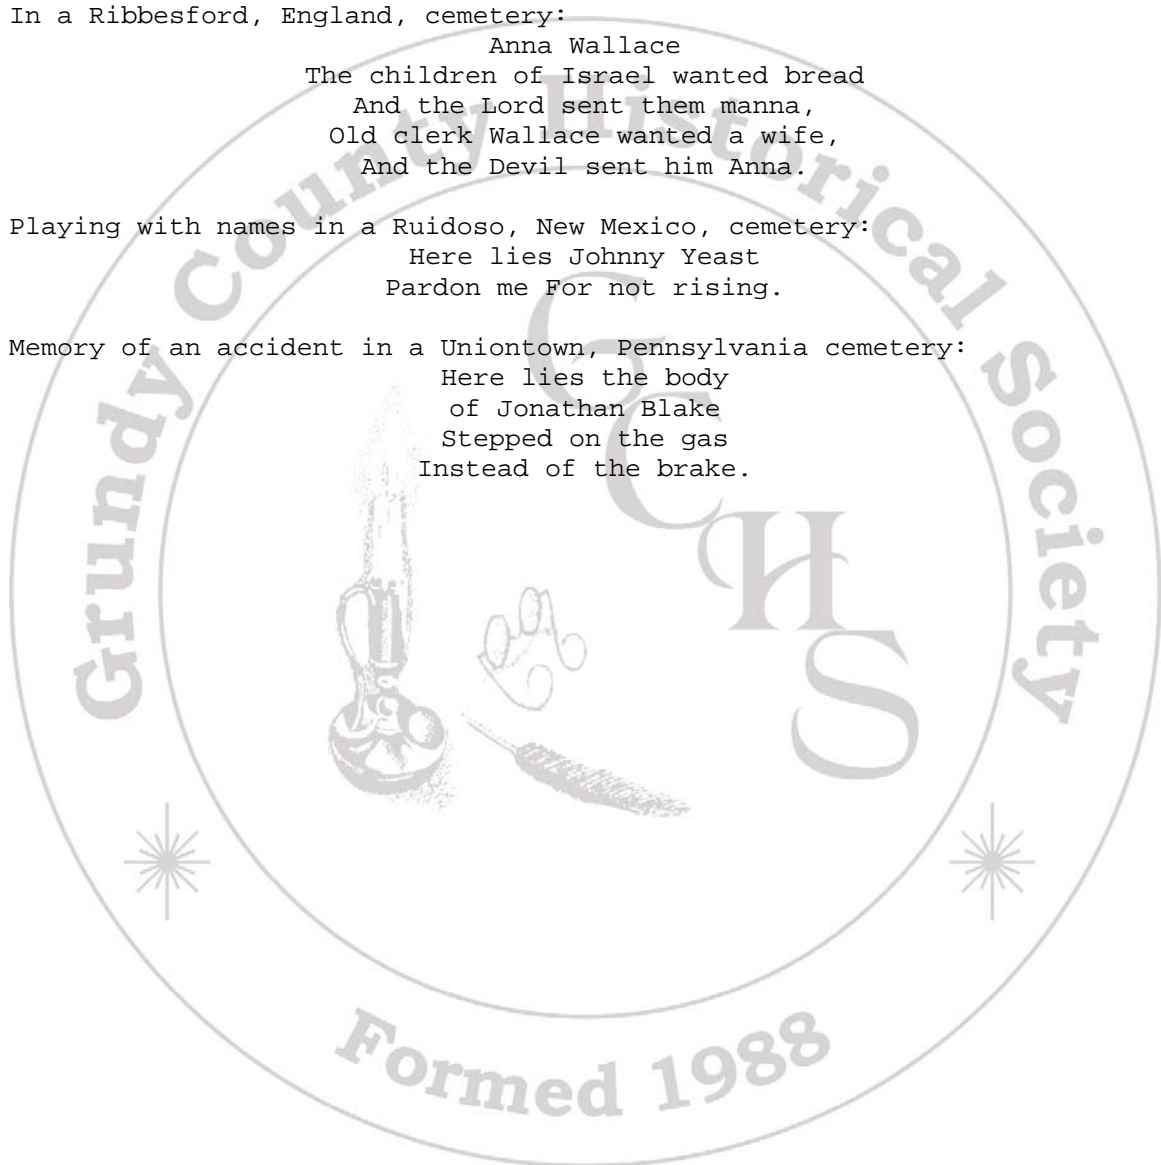 In a Ribbesford, England, cemetery:
Anna Wallace
The children of Israel wanted bread
And the Lord sent them manna,
Old clerk Wallace wanted a wife,
And the Devil sent him Anna.
Playing with names in a Ruidoso, New Mexico, cemetery:
Here lies Johnny Yeast
Pardon me For not rising.
Memory of an accident in a Uniontown, Pennsylvania cemetery:
Here lies the body
of Jonathan Blake
Stepped on the gas
Instead of the brake.
Grundy County Historical Society
GCHS
Formed 1988